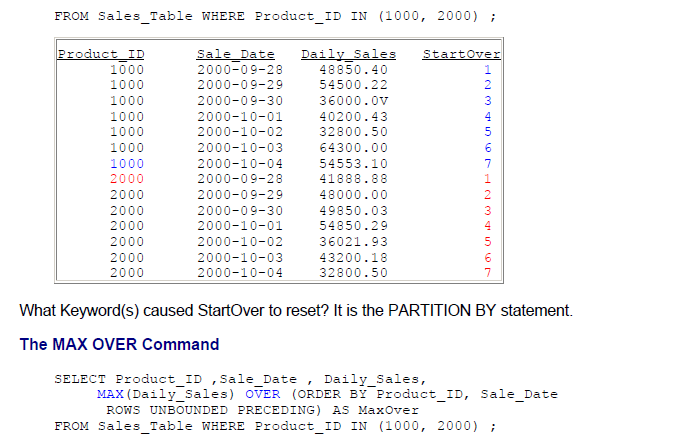 FROM Sales_Table WHERE Product_ID IN (1000, 2000) ;
Product_ID Sale_Date Daily_Sales StartOver
1000 2000-09-28 48850.40 1
1000 2000-09-29 54500.22 2
1000 2000-09-30 36000.0V 3
1000 2000-10-01 40200.43 4
1000 2000-10-02 32800.50 5
1000 2000-10-03 64300.00 6
1000 2000-10-04 54553.10 7
2000 2000-09-28 41888.88 1
2000 2000-09-29 48000.00 2
2000 2000-09-30 49850.03 3
2000 2000-10-01 54850.29 4
2000 2000-10-02 36021.93 5
2000 2000-10-03 43200.18 6
2000 2000-10-04 32800.50 7
What Keyword(s) caused StartOver to reset? It is the PARTITION BY statement.
The MAX OVER Command
SELECT Product_ID ,Sale_Date , Daily_Sales,
MAX(Daily_Sales) OVER (ORDER BY Product_ID, Sale_Date
ROWS UNBOUNDED PRECEDING) AS MaxOver
FROM Sales_Table WHERE Product_ID IN (1000, 2000) ;